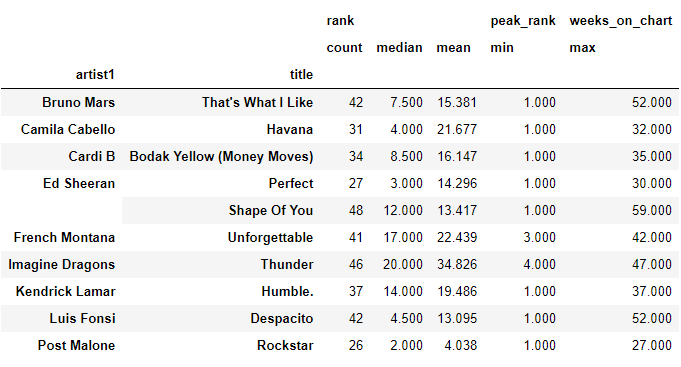 rank peak_rank weeks_on_chart
count median mean min max
artist1 title
Bruno Mars That's What I Like 42 7.500 15.381 1.000 52.000
Camila Cabello Havana 31 4.000 21.677 1.000 32.000
Cardi B Bodak Yellow (Money Moves) 34 8.500 16.147 1.000 35.000
Ed Sheeran Perfect 27 3.000 14.296 1.000 30.000
Shape Of You 48 12.000 13.417 1.000 59.000
French Montana Unforgettable 41 17.000 22.439 3.000 42.000
Imagine Dragons Thunder 46 20.000 34.826 4.000 47.000
Kendrick Lamar Humble. 37 14.000 19.486 1.000 37.000
Luis Fonsi Despacito 42 4.500 13.095 1.000 52.000
Post Malone Rockstar 26 2.000 4.038 1.000 27.000